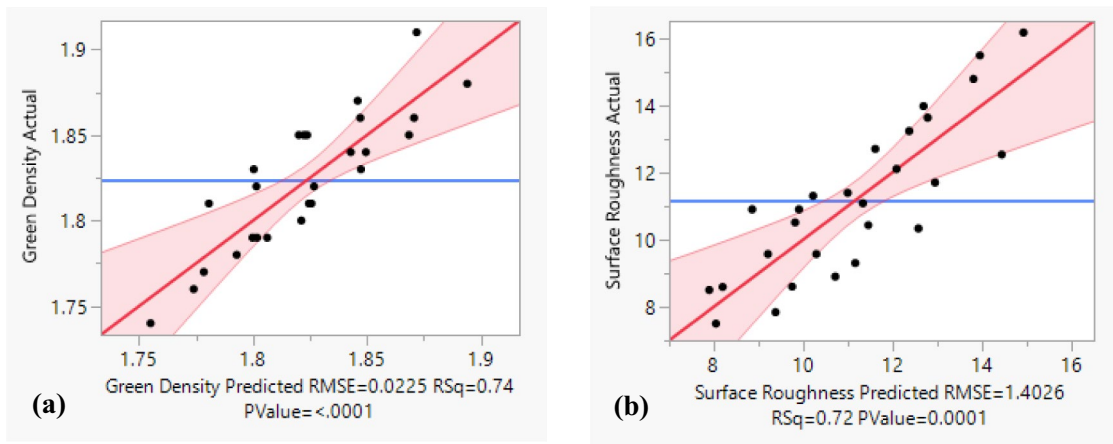 Green Density Actual
1.9
1.85
1.8
1.75
1.75 1.8 1.85 1.9
Green Density Predicted RMSE=0.0225 RSq=0.74
PValue=<.0001
(a)
Surface Roughness Actual
16
14
12
10
8
8 10 12 14 16
Surface Roughness Predicted RMSE=1.4026
RSq=0.72 PValue=0.0001
(b)